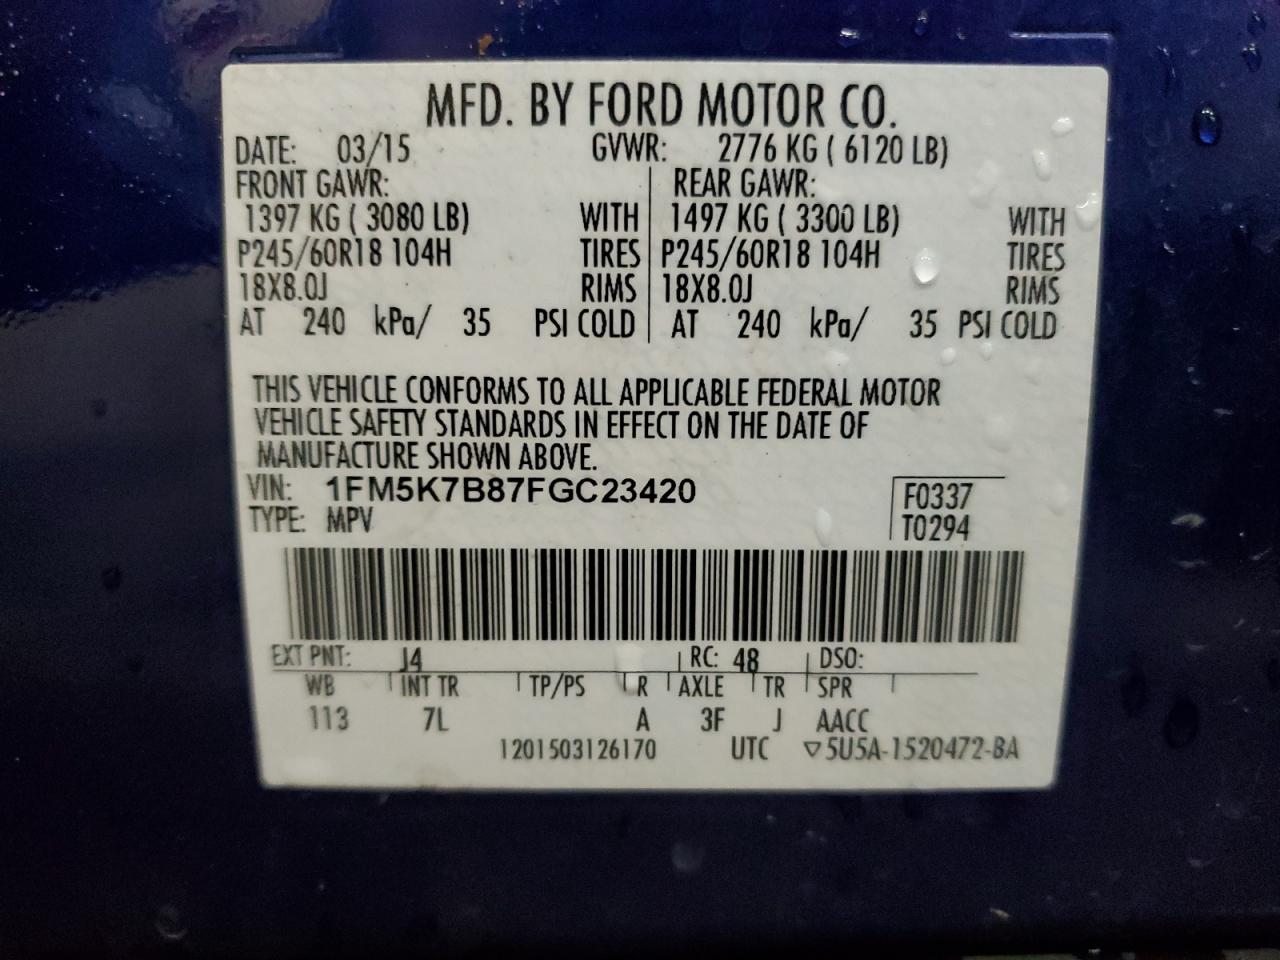 MFD. BY FORD MOTOR CO.
DATE: 03/15 GVWR: 2776 KG ( 6120 LB)
FRONT GAWR: REAR GAWR:
1397 KG ( 3080 LB) WITH 1497 KG ( 3300 LB) WITH
P245/60R18 104H TIRES P245/60R18 104H TIRES
18X8.0J RIMS 18X8.0J RIMS
AT 240 kPa/ 35 PSI COLD AT 240 kPa/ 35 PSI COLD
THIS VEHICLE CONFORMS TO ALL APPLICABLE FEDERAL MOTOR
VEHICLE SAFETY STANDARDS IN EFFECT ON THE DATE OF
MANUFACTURE SHOWN ABOVE.
VIN: 1FM5K7B87FGC23420 F0337
TYPE: MPV T0294
EXT PNT: J4 RC: 48 DSO:
WB INT TR TP/PS R AXLE TR SPR
113 7L A 3F J AACC
1201503126170 UTC ▽5U5A-1520472-BA